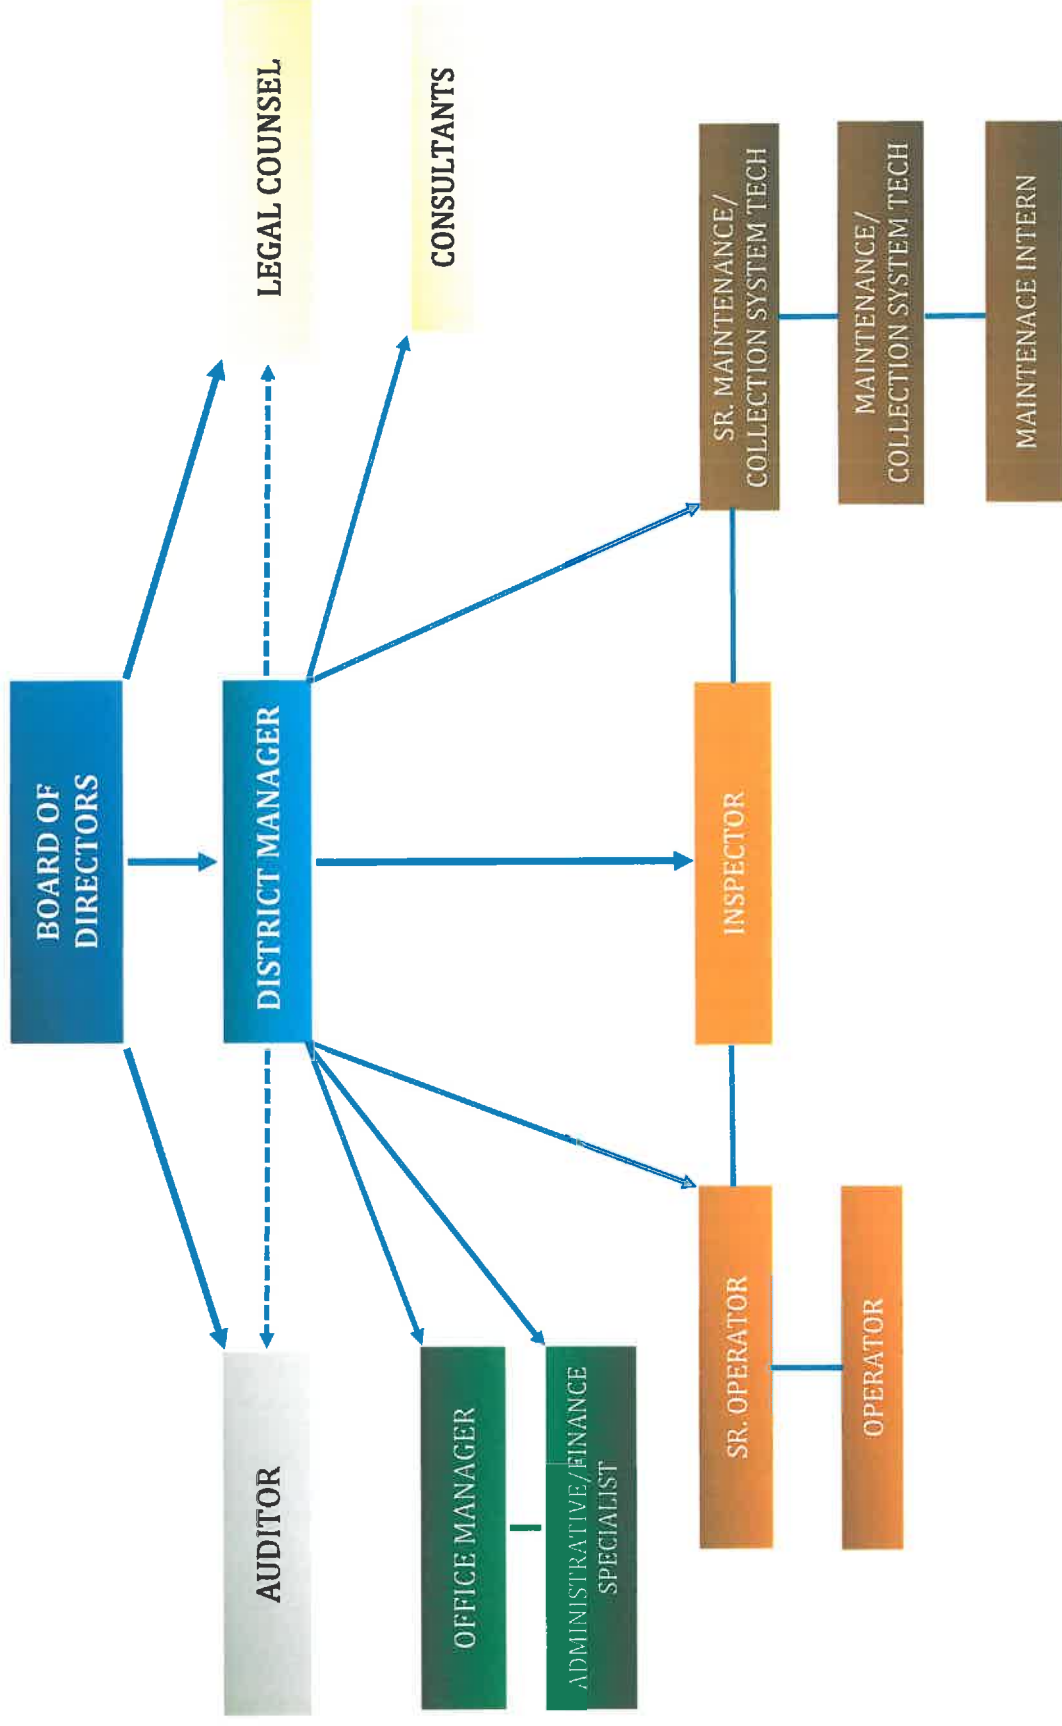 BOARD OF
DIRECTORS
AUDITOR
DISTRICT MANAGER
LEGAL COUNSEL
OFFICE MANAGER
CONSULTANTS
ADMINISTRATIVE/FINANCE
SPECIALIST
SR. OPERATOR
INSPECTOR
SR. MAINTENANCE/
COLLECTION SYSTEM TECH
OPERATOR
MAINTENANCE/
COLLECTION SYSTEM TECH
MAINTENACE INTERN